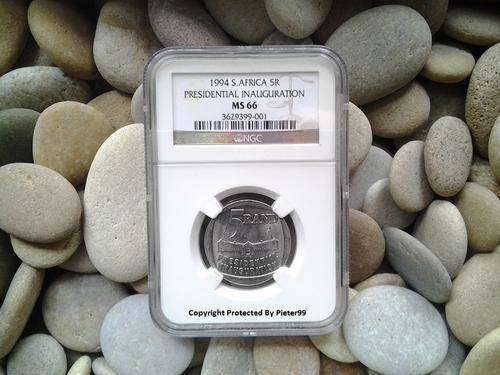 1994 S.AFRICA 5R
PRESIDENTIAL INAUGURATION
MS 66
3629399-001
NGC
5 RAND
PRESIDENTIAL
INAUGURATION
Copyright Protected By Pieter99